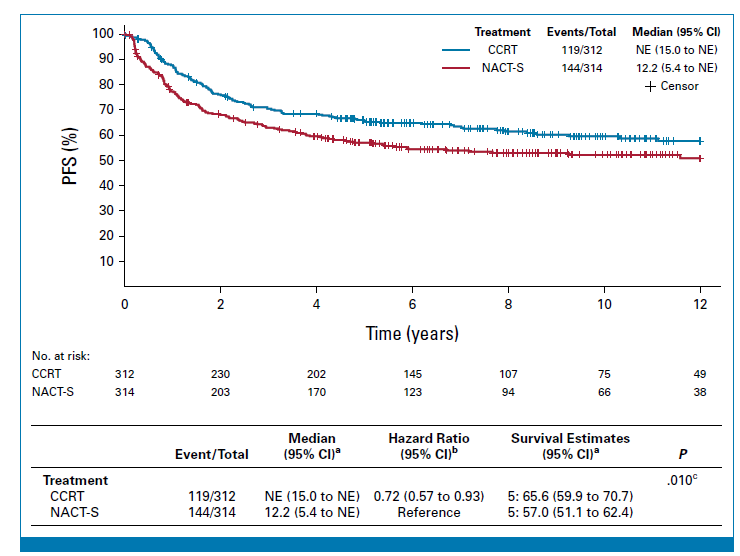 Treatment Events/Total Median (95% CI)
CCRT 119/312 NE (15.0 to NE)
NACT-S 144/314 12.2 (5.4 to NE)
Censor
PFS (%)
100
90
80
70
60
50
40
30
20
10
0 2 4 6 8 10 12
Time (years)
No. at risk:
CCRT 312 230 202 145 107 75 49
NACT-S 314 203 170 123 94 66 38
Median Hazard Ratio Survival Estimates
Event/Total (95% CI)ᵃ (95% CI)ᵇ (95% CI)ᵃ P
Treatment .010ᶜ
CCRT 119/312 NE (15.0 to NE) 0.72 (0.57 to 0.93) 5: 65.6 (59.9 to 70.7)
NACT-S 144/314 12.2 (5.4 to NE) Reference 5: 57.0 (51.1 to 62.4)